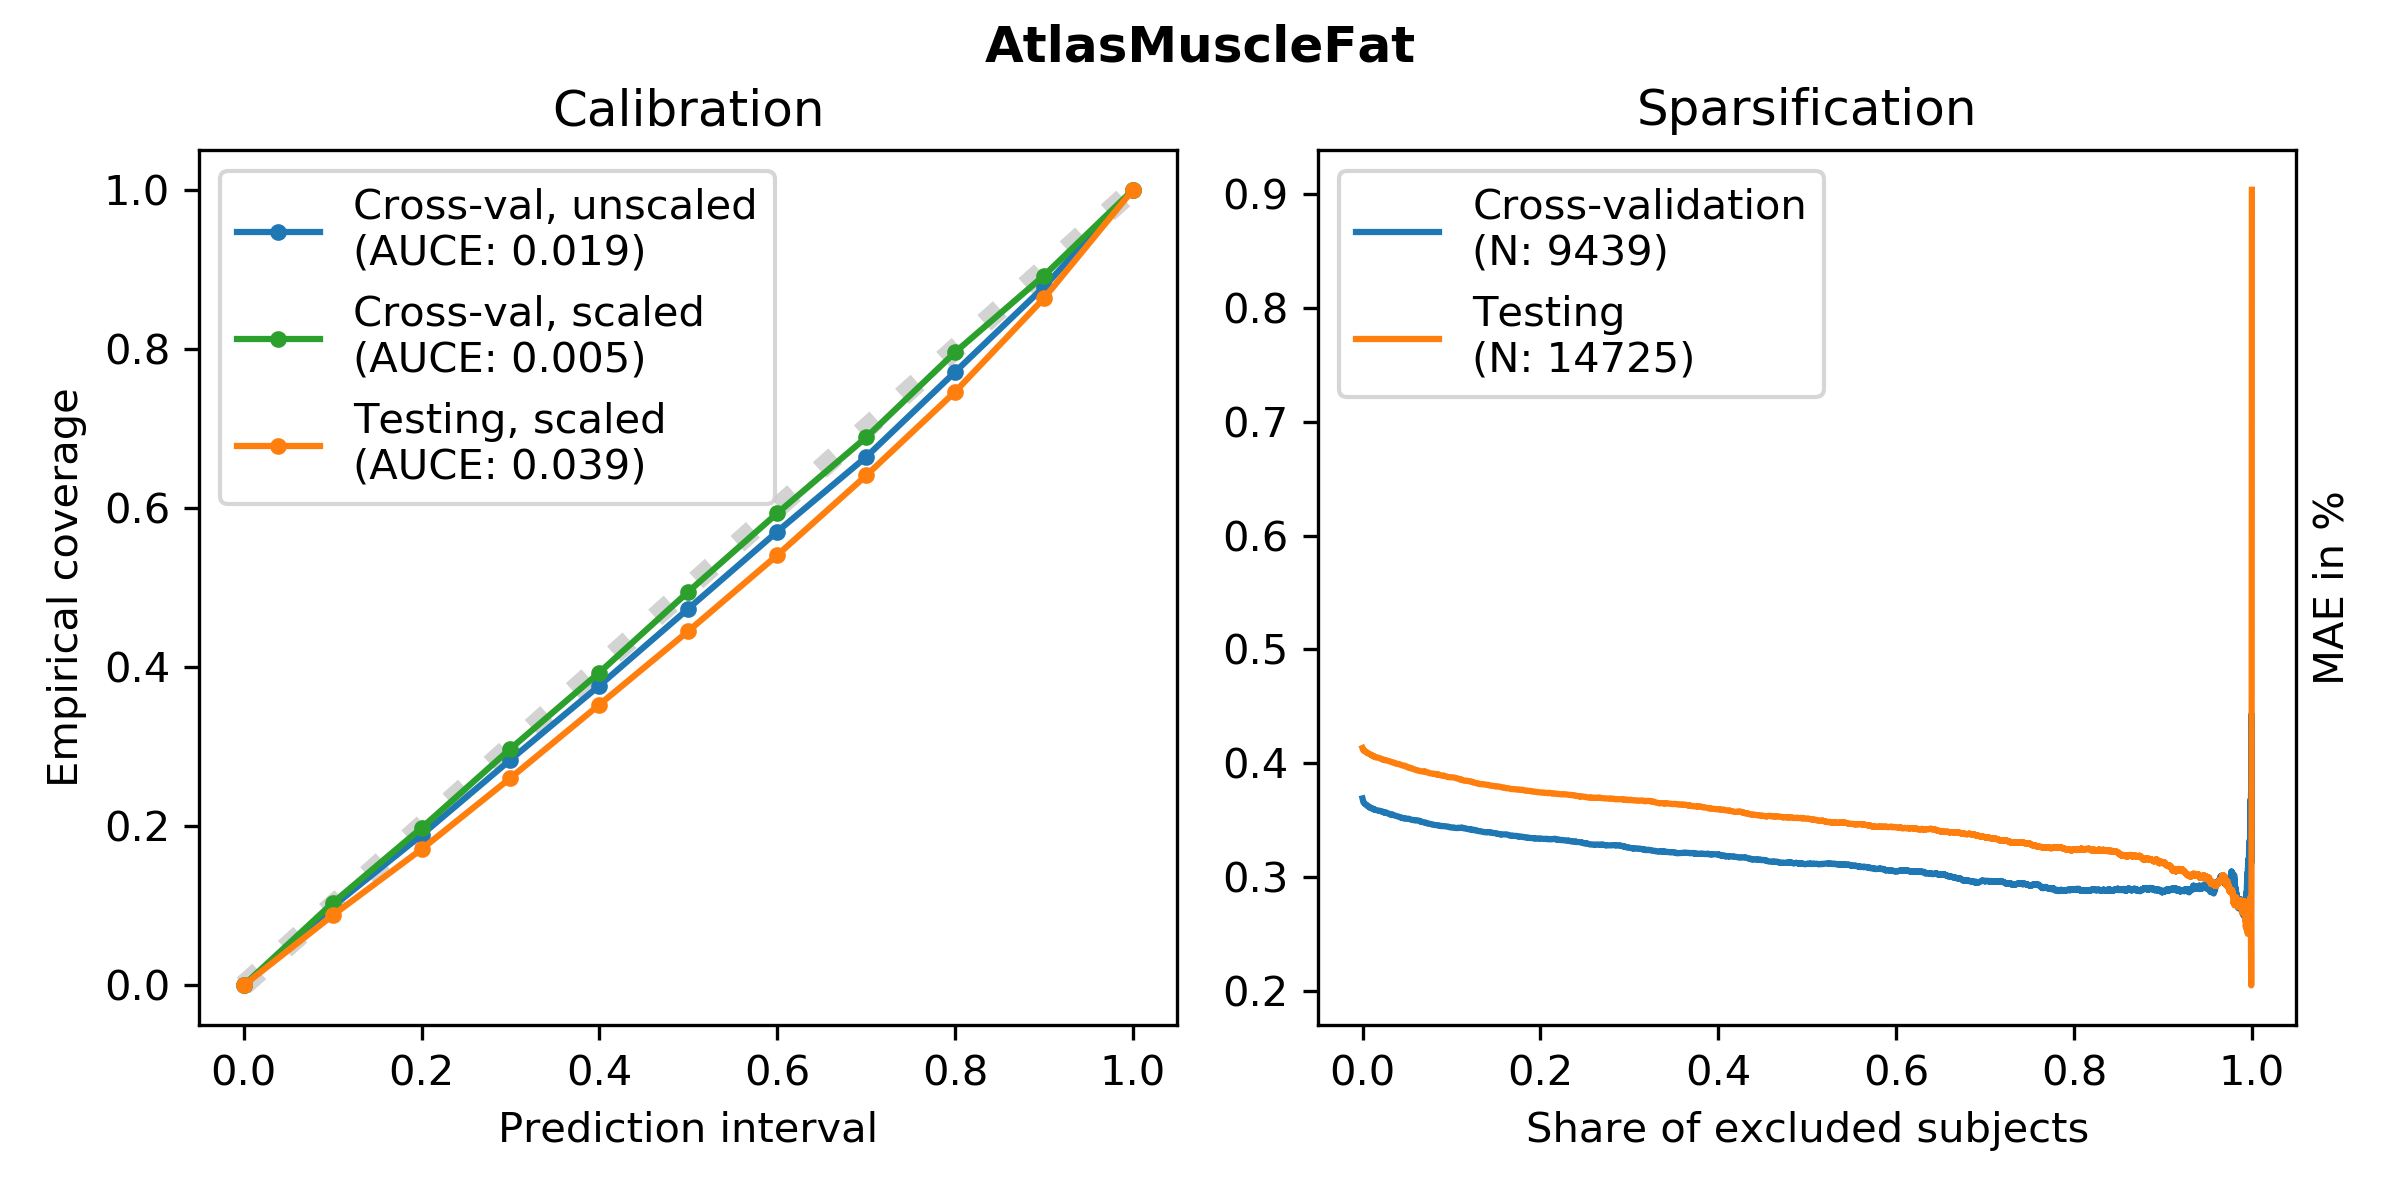 AtlasMuscleFat
Calibration
Cross-val, unscaled
(AUCE: 0.019)
Cross-val, scaled
(AUCE: 0.005)
Testing, scaled
(AUCE: 0.039)
Empirical coverage
1.0
0.8
0.6
0.4
0.2
0.0
0.0 0.2 0.4 0.6 0.8 1.0
Prediction interval
Sparsification
Cross-validation
(N: 9439)
Testing
(N: 14725)
0.9
0.8
0.7
0.6
0.5
0.4
0.3
0.2
MAE in %
0.0 0.2 0.4 0.6 0.8 1.0
Share of excluded subjects